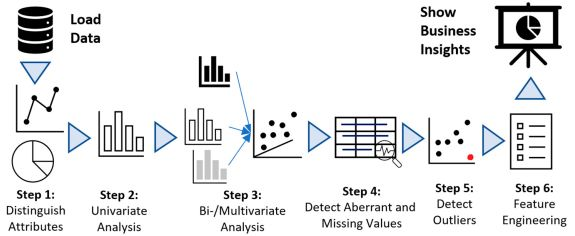 Load
Data
Show
Business
Insights
Step 1:
Distinguish
Attributes
Step 2:
Univariate
Analysis
Step 3:
Bi-/Multivariate
Analysis
Step 4:
Detect Aberrant and
Missing Values
Step 5:
Detect
Outliers
Step 6:
Feature
Engineering